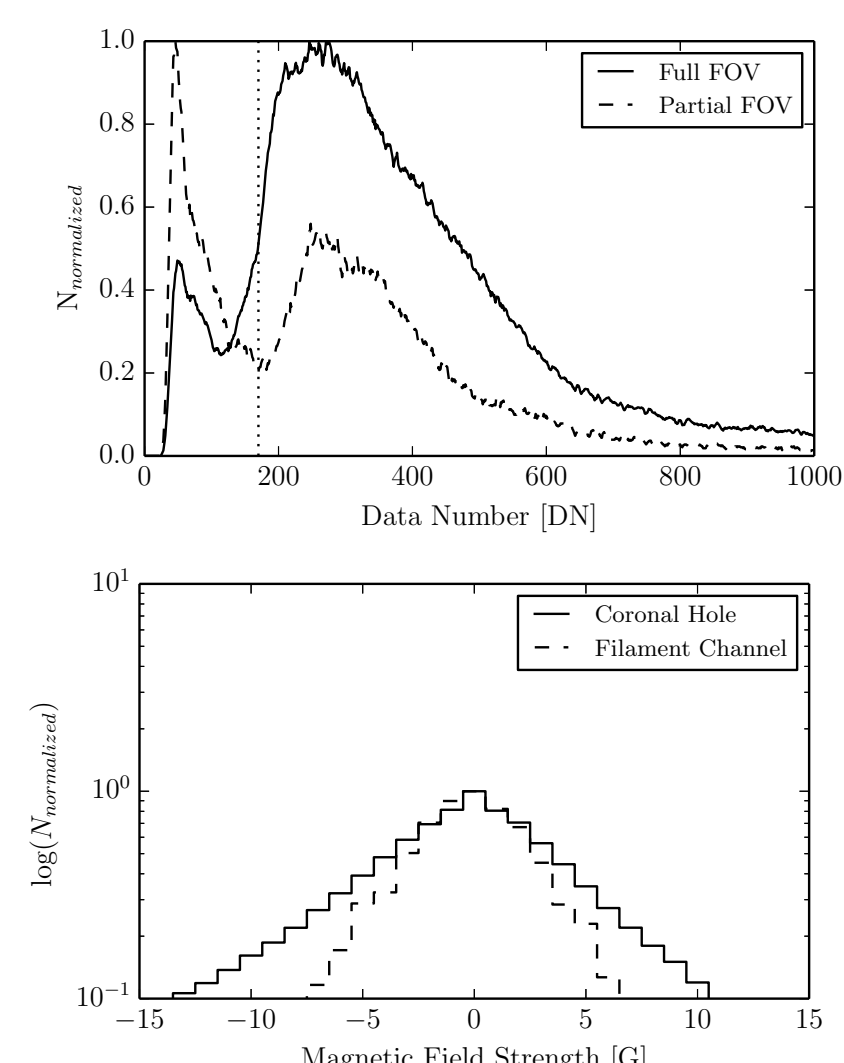 1.0
0.8
0.6
0.4
0.2
0.0
N_normalized
Full FOV
Partial FOV
0 200 400 600 800 1000
Data Number [DN]
10^1
10^0
10^-1
log(N_normalized)
Coronal Hole
Filament Channel
−15 −10 −5 0 5 10 15
Magnetic Field Strength [G]